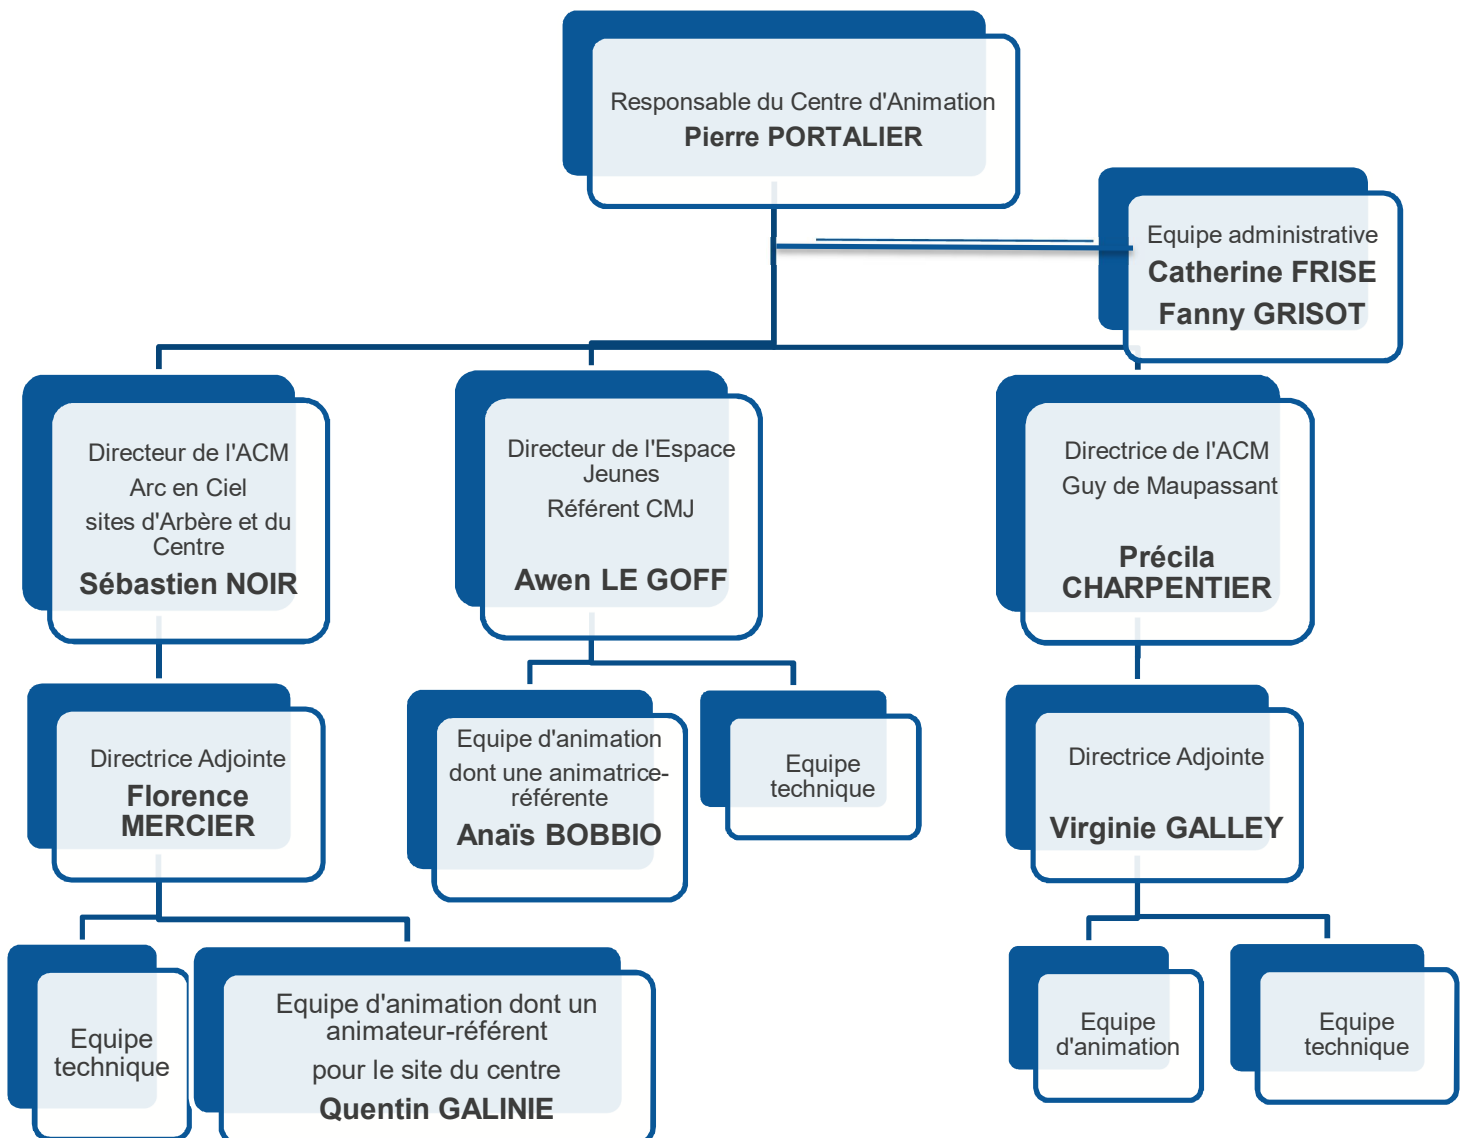 Responsable du Centre d'Animation
Pierre PORTALIER
Equipe administrative
Catherine FRISE
Fanny GRISOT
Directeur de l'ACM
Arc en Ciel
sites d'Arbère et du
Centre
Sébastien NOIR
Directeur de l'Espace
Jeunes
Référent CMJ
Awen LE GOFF
Directrice de l'ACM
Guy de Maupassant
Précila
CHARPENTIER
Directrice Adjointe
Florence
MERCIER
Equipe d'animation
dont une animatrice-
référente
Anaïs BOBBIO
Equipe
technique
Directrice Adjointe
Virginie GALLEY
Equipe
technique
Equipe d'animation dont un
animateur-référent
pour le site du centre
Quentin GALINIE
Equipe
d'animation
Equipe
technique